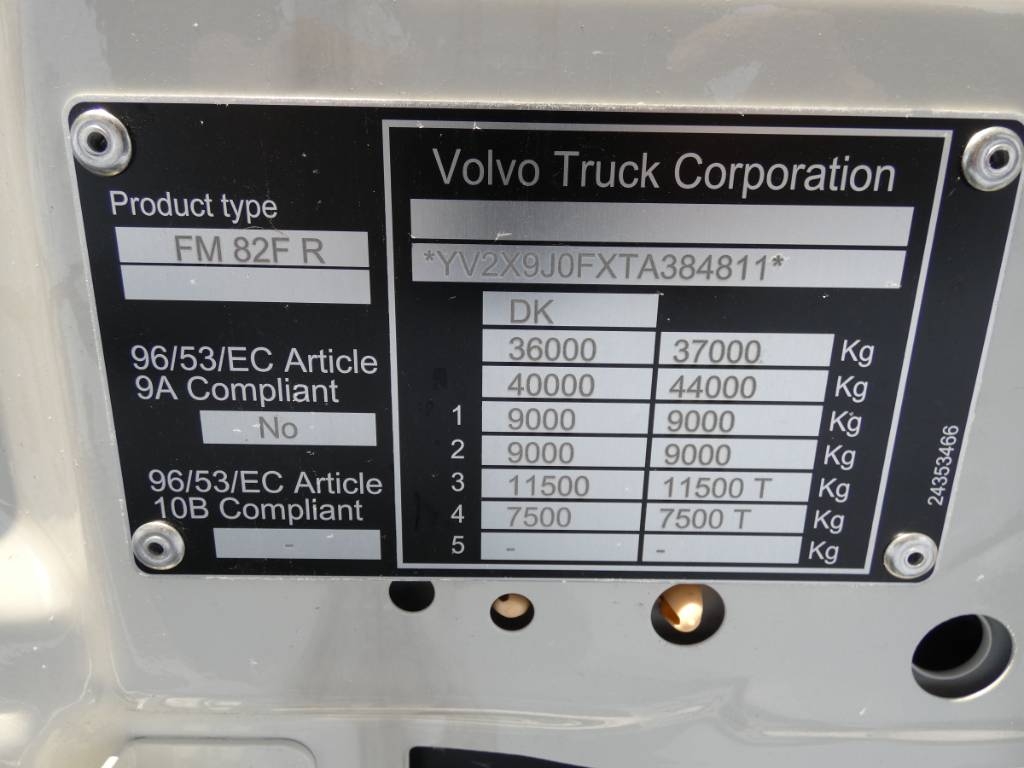 Volvo Truck Corporation
Product type
FM 82F R
*YV2X9J0FXTA384811*
DK
36000 37000 Kg
40000 44000 Kg
1 9000 9000 Kg
2 9000 9000 Kg
3 11500 11500 T Kg
4 7500 7500 T Kg
5 - - Kg
96/53/EC Article
9A Compliant
No
96/53/EC Article
10B Compliant
-
24353466